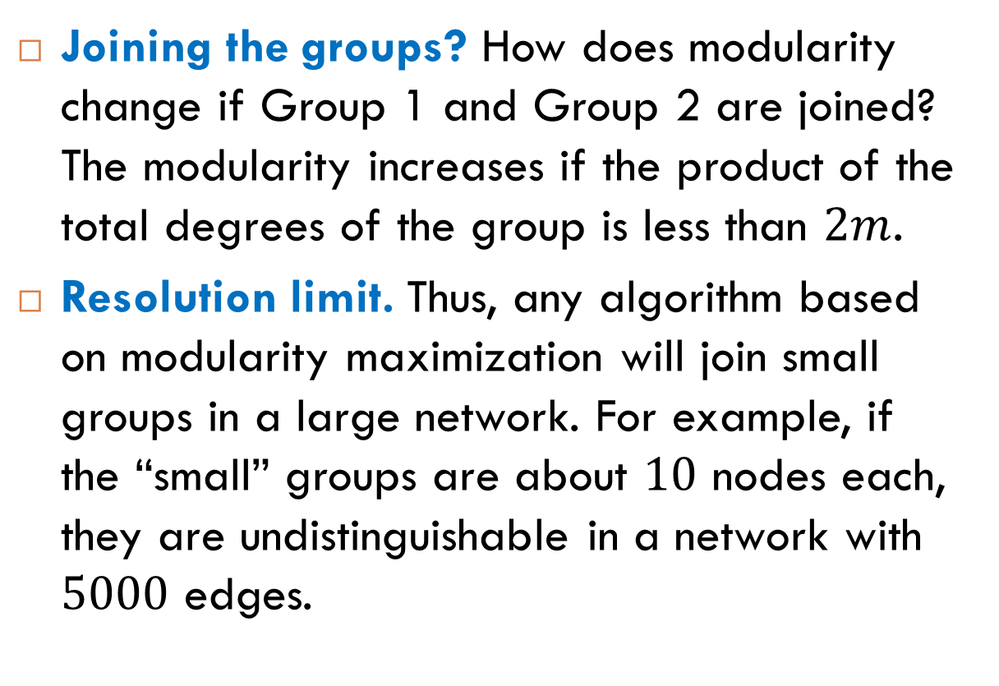 Joining the groups? How does modularity
change if Group 1 and Group 2 are joined?
The modularity increases if the product of the
total degrees of the group is less than 2m.
Resolution limit. Thus, any algorithm based
on modularity maximization will join small
groups in a large network. For example, if
the “small” groups are about 10 nodes each,
they are undistinguishable in a network with
5000 edges.